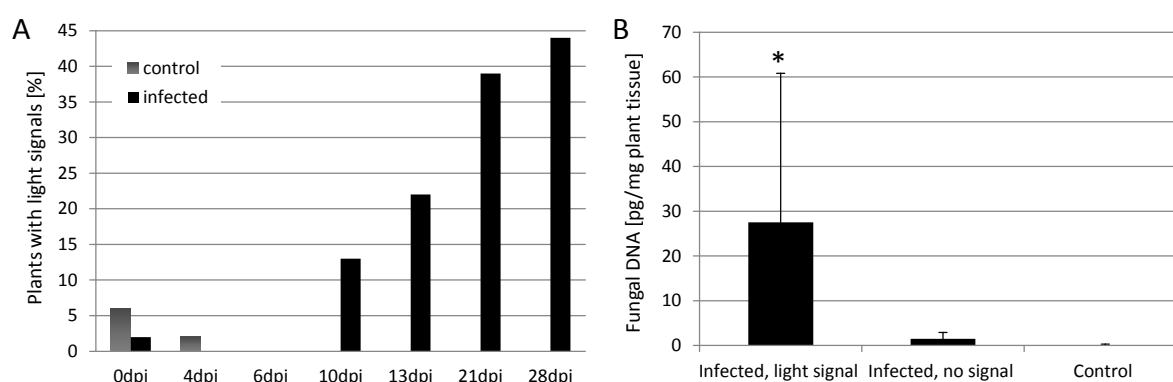 A
Plants with light signals [%]
45
40
35
30
25
20
15
10
5
0
control
infected
0dpi 4dpi 6dpi 10dpi 13dpi 21dpi 28dpi
B
Fungal DNA [pg/mg plant tissue]
70
60
50
40
30
20
10
0
*
Infected, light signal Infected, no signal Control